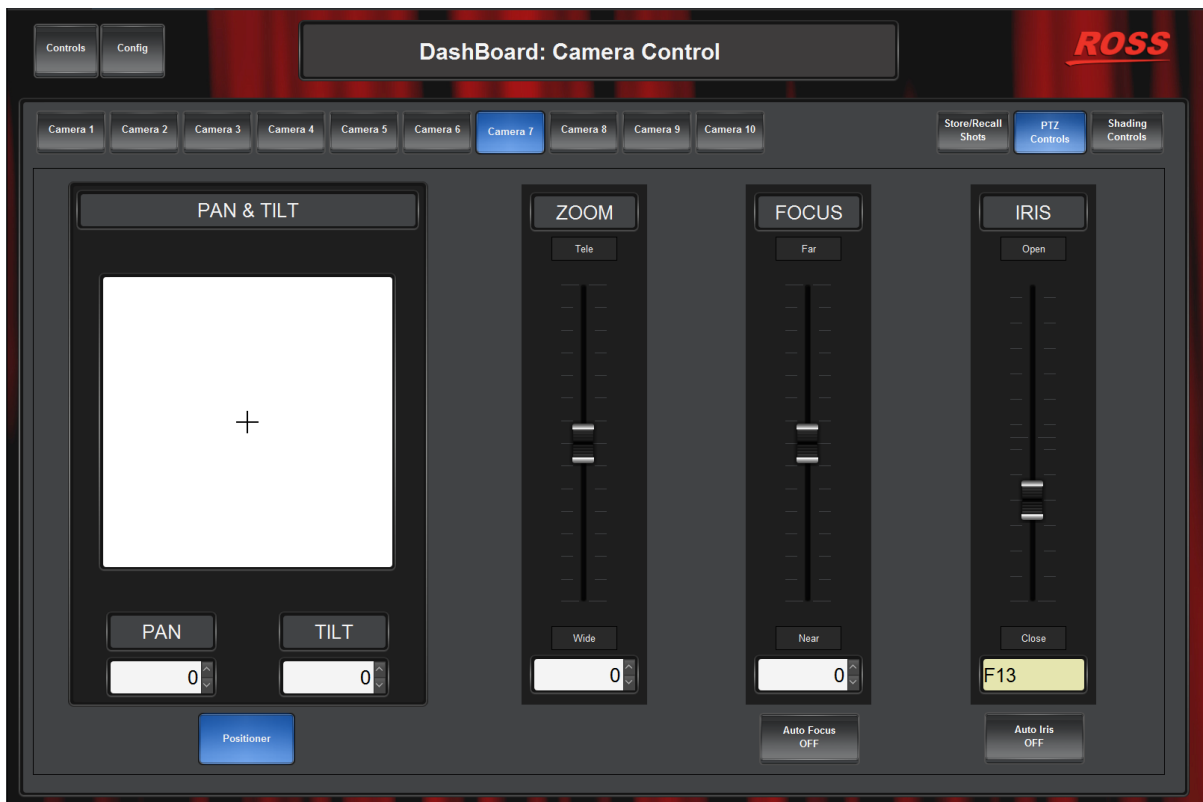 Controls
Config
DashBoard: Camera Control
ROSS
Camera 1
Camera 2
Camera 3
Camera 4
Camera 5
Camera 6
Camera 7
Camera 8
Camera 9
Camera 10
Store/Recall
Shots
PTZ
Controls
Shading
Controls
PAN & TILT
ZOOM
FOCUS
IRIS
Tele
Far
Open
PAN
TILT
Wide
Near
Close
0
0
0
0
F13
Positioner
Auto Focus
OFF
Auto Iris
OFF